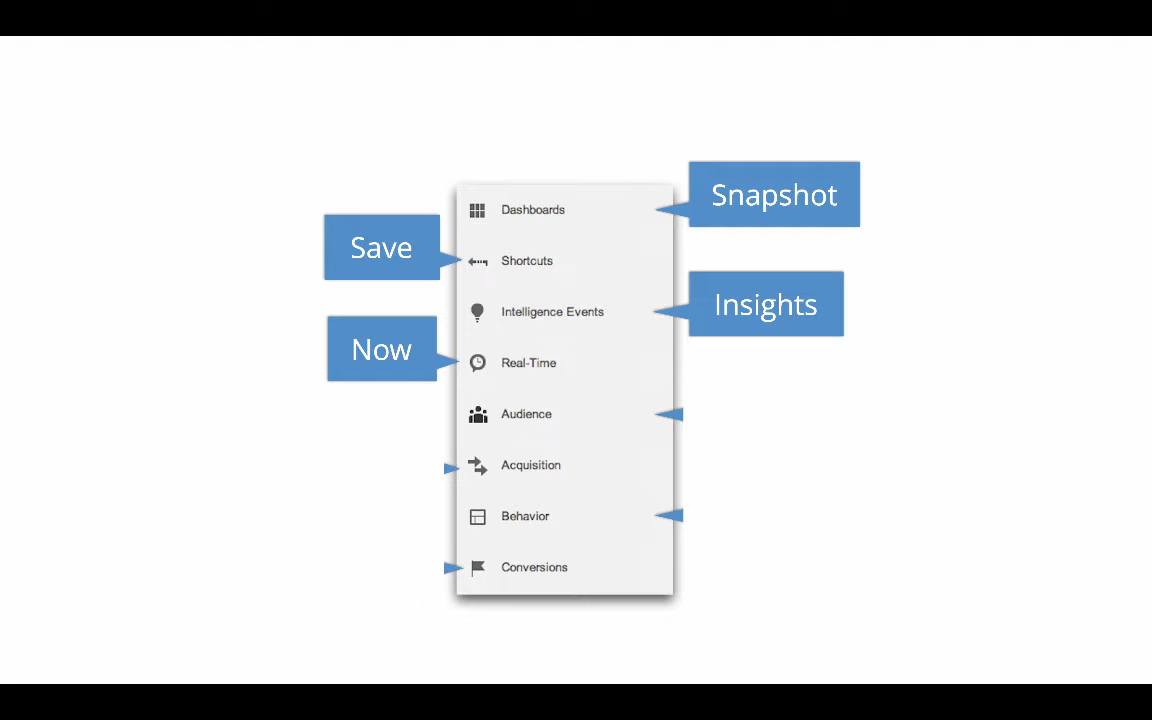 Snapshot
Dashboards
Save
Shortcuts
Insights
Intelligence Events
Now
Real-Time
Audience
Acquisition
Behavior
Conversions